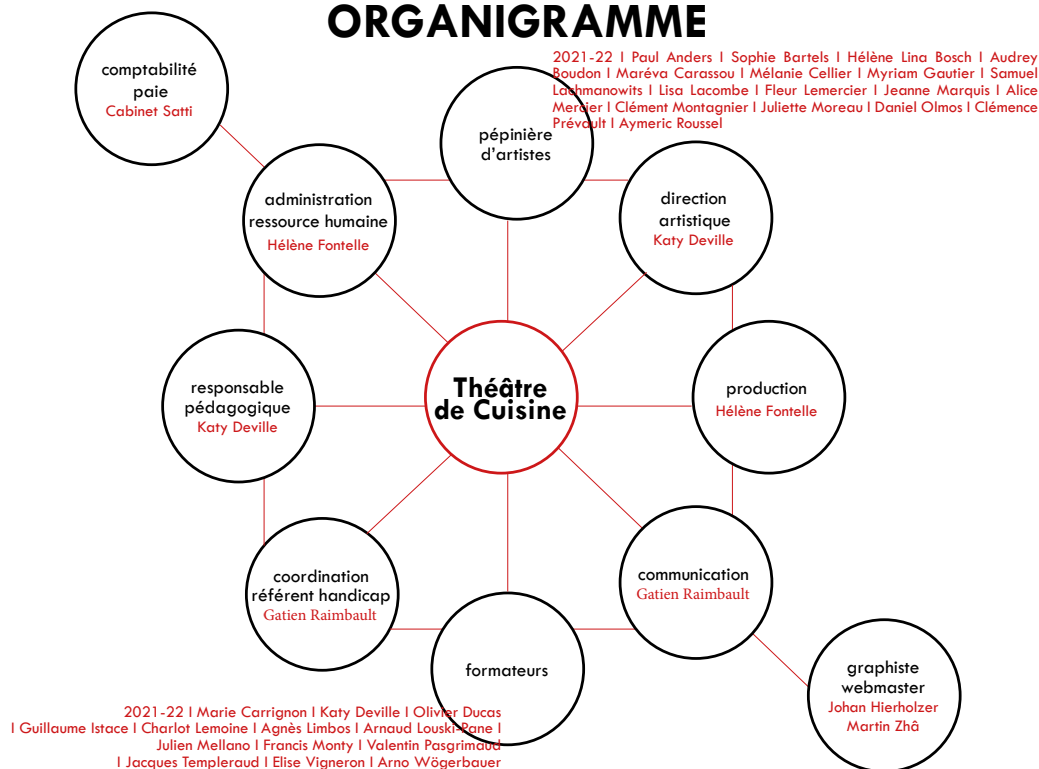 ORGANIGRAMME
2021-22 I Paul Anders I Sophie Bartels I Hélène Lina Bosch I Audrey
Boudon I Maréva Carassou I Mélanie Cellier I Myriam Gautier I Samuel
Lachmanowits I Lisa Lacombe I Fleur Lemercier I Jeanne Marquis I Alice
Mercier I Clément Montagnier I Juliette Moreau I Daniel Olmos I Clémence
Prévault I Aymeric Roussel
comptabilité
paie
Cabinet Satti
pépinière
d'artistes
administration
ressource humaine
Hélène Fontelle
direction
artistique
Katy Deville
Théâtre
de Cuisine
responsable
pédagogique
Katy Deville
production
Hélène Fontelle
coordination
référent handicap
Gatien Raimbault
communication
Gatien Raimbault
formateurs
graphiste
webmaster
Johan Hierholzer
Martin Zhâ
2021-22 I Marie Carrignon I Katy Deville I Olivier Ducas
I Guillaume Istace I Charlot Lemoine I Agnès Limbos I Arnaud Louski-Pane I
Julien Mellano I Francis Monty I Valentin Pasgrimaud
I Jacques Templeraud I Elise Vigneron I Arno Wögerbauer